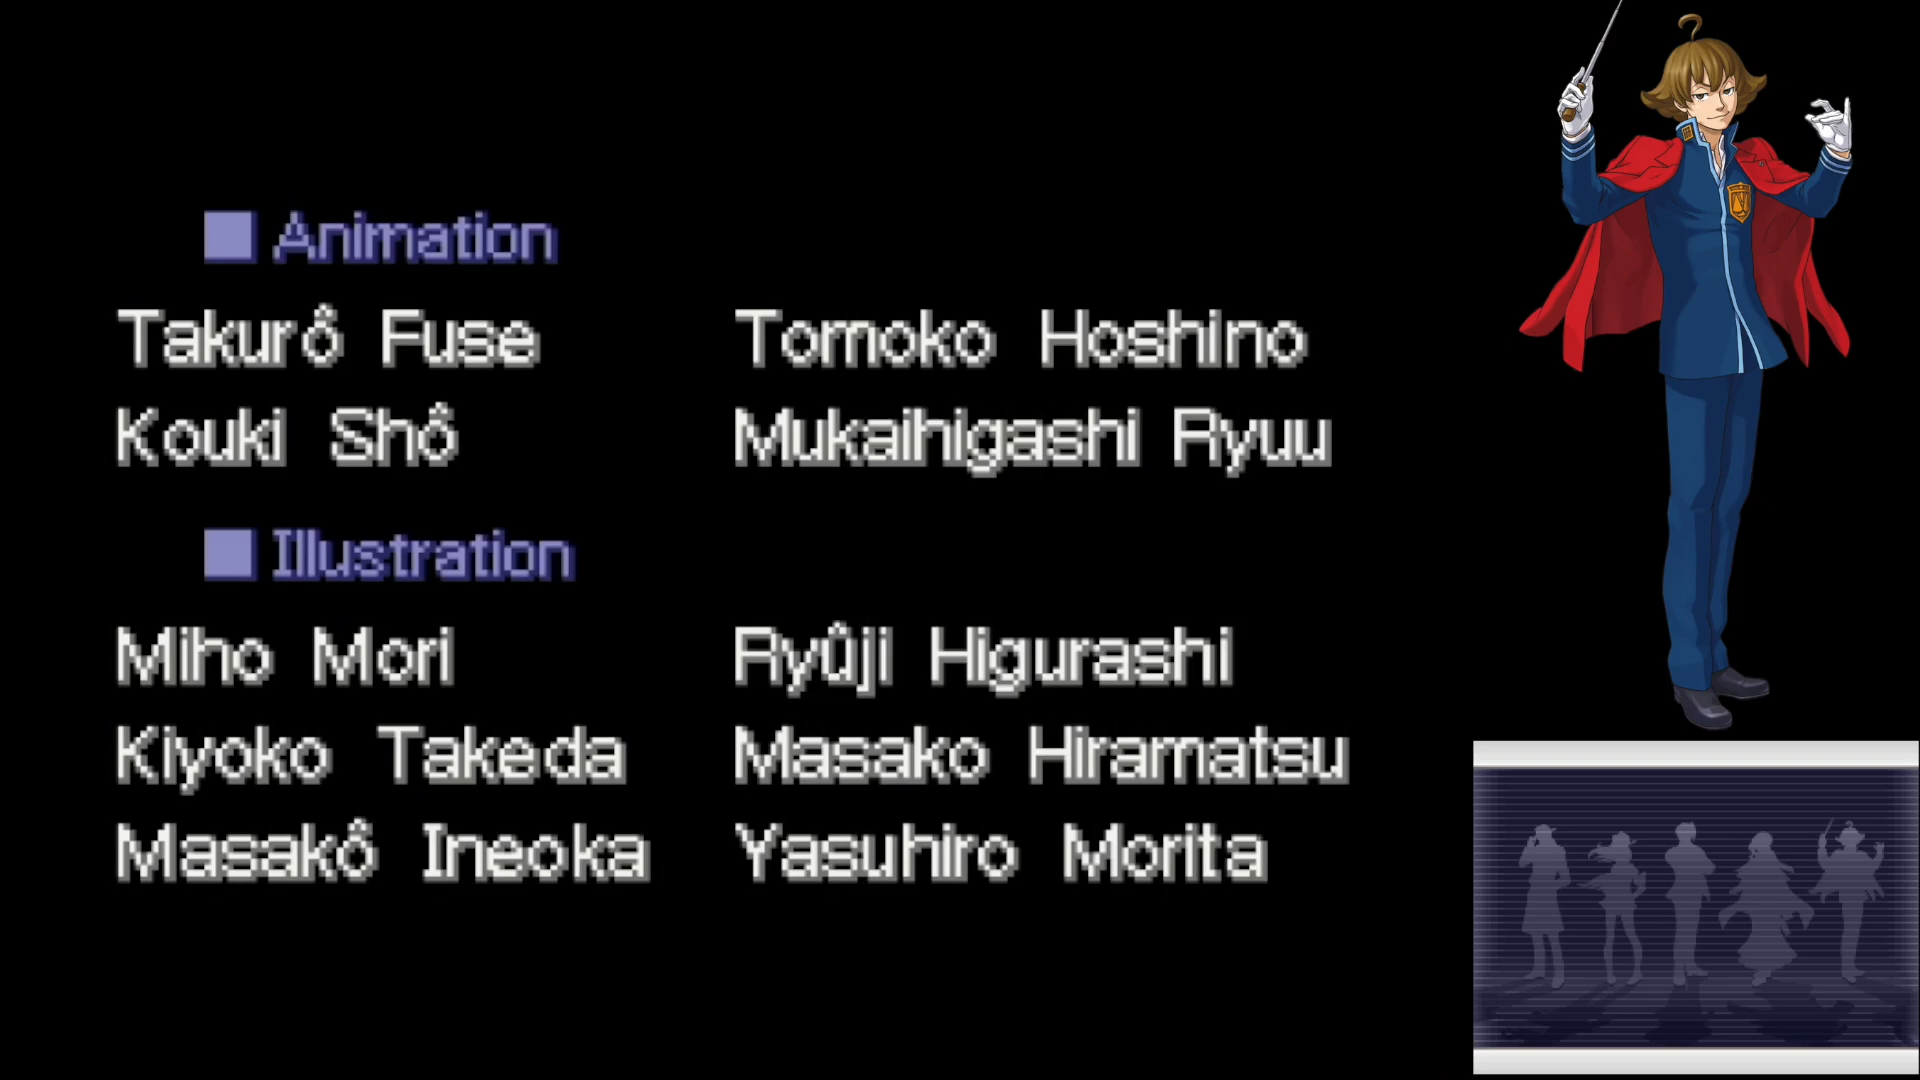 ■ Animation
Takurô Fuse Tomoko Hoshino
Kouki Shô Mukaihigashi Ryuu
■ Illustration
Miho Mori Ryûji Higurashi
Kiyoko Takeda Masako Hiramatsu
Masakô Ineoka Yasuhiro Morita